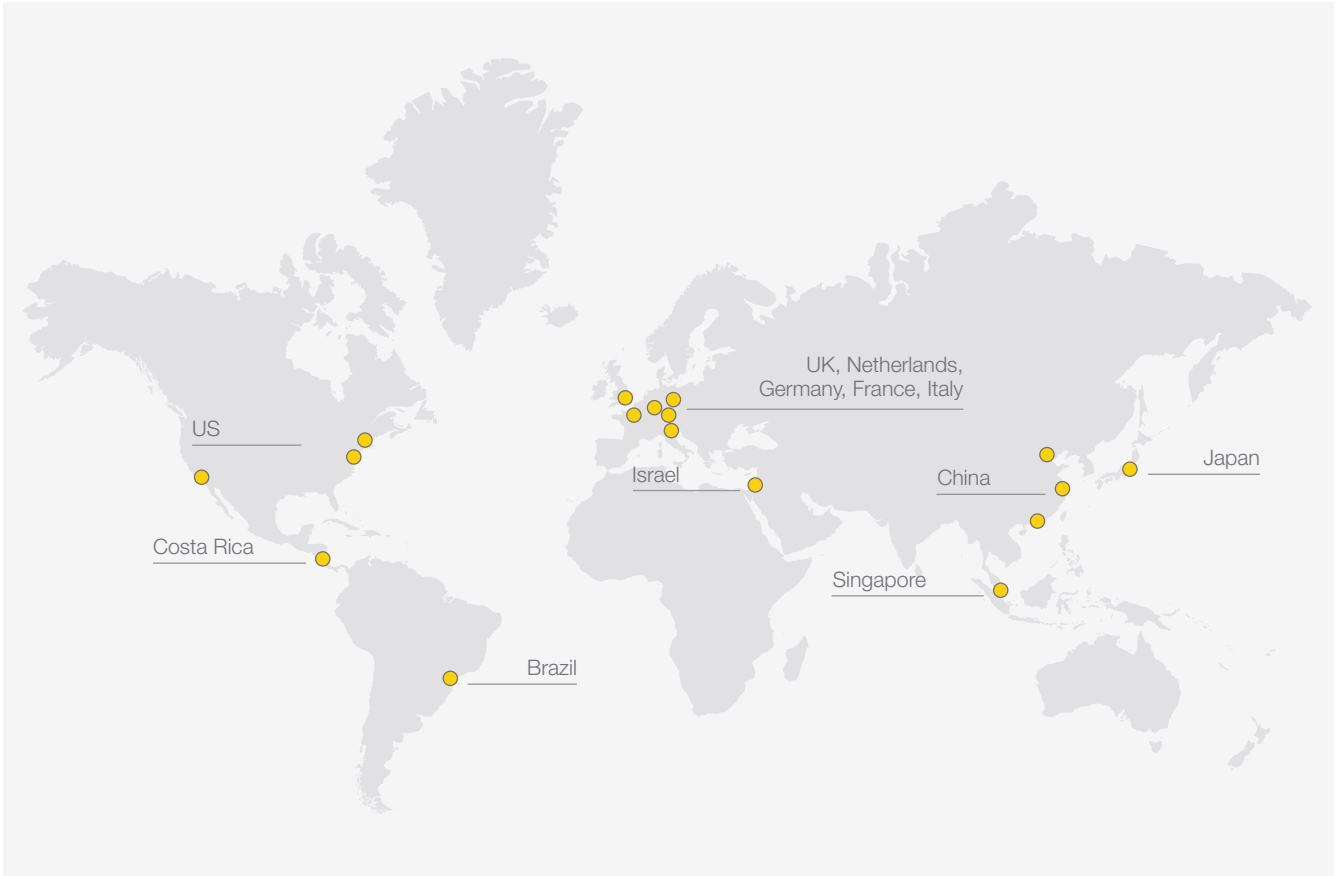 UK, Netherlands,
Germany, France, Italy
US
Japan
Israel
China
Costa Rica
Singapore
Brazil